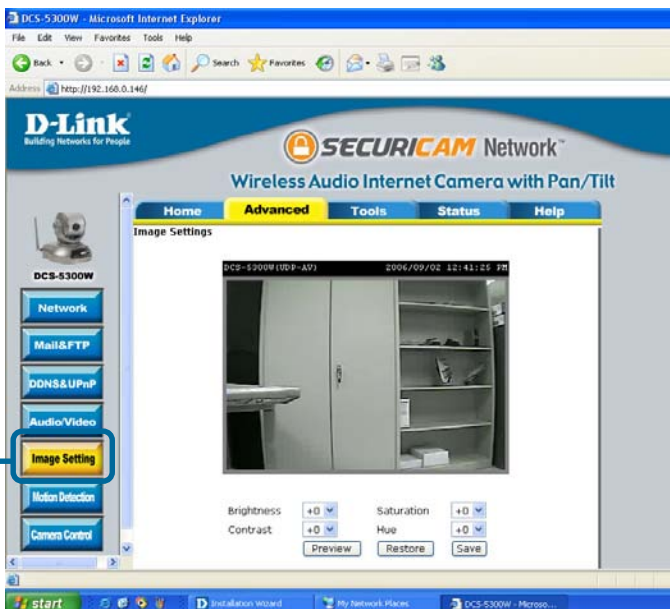 DCS-5300W - Microsoft Internet Explorer
File Edit View Favorites Tools Help
Back Search Favorites
Address http://192.168.0.146/
D-Link
Building Networks for People
SECURICAM Network™
Wireless Audio Internet Camera with Pan/Tilt
Home Advanced Tools Status Help
Image Settings
DCS-5300W(UDP-AV) 2006/09/02 12:41:25 PM
DCS-5300W
Network
Mail&FTP
DDNS&UPnP
Audio/Video
Image Setting
Motion Detection
Camera Control
Brightness +0 Saturation +0
Contrast +0 Hue +0
Preview Restore Save
start Installation Wizard My Network Places DCS-5300W - Microso...